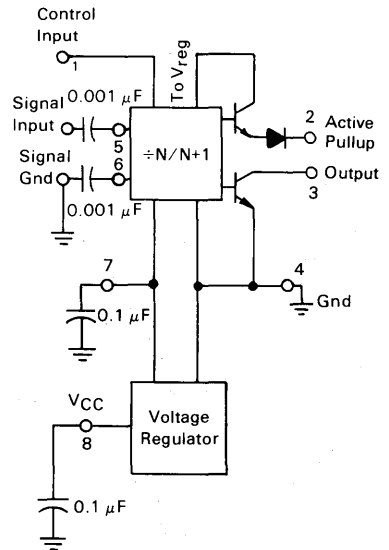 Control
Input
1
To Vreg
0.001 μF
Signal
Input
5
÷N/N+1
2
Active
Pullup
Signal
Gnd
6
0.001 μF
Output
3
7
0.1 μF
4
Gnd
VCC
8
Voltage
Regulator
0.1 μF